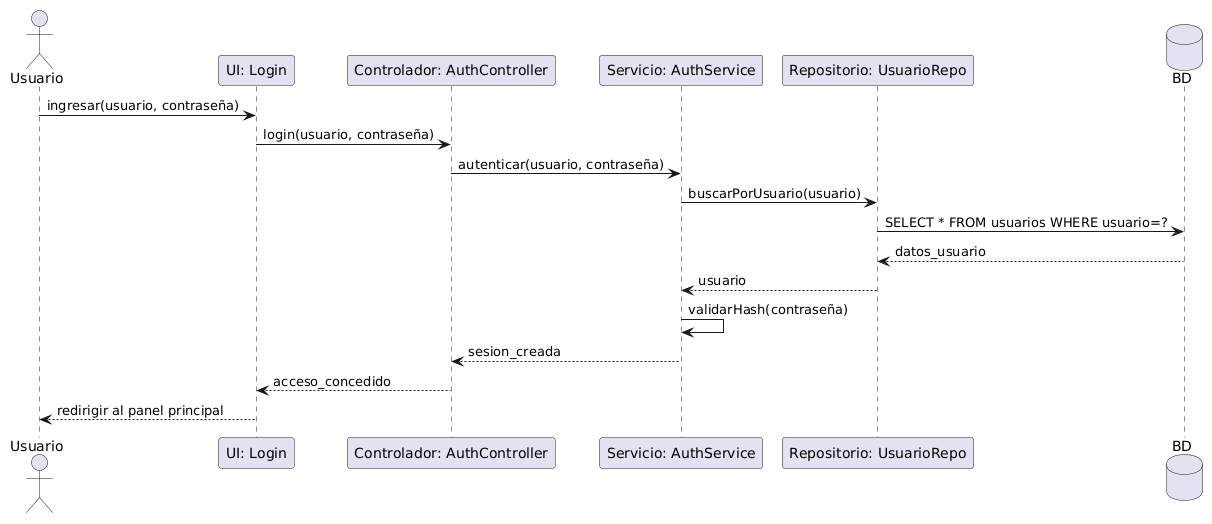 Usuario
UI: Login
Controlador: AuthController
Servicio: AuthService
Repositorio: UsuarioRepo
BD
ingresar(usuario, contraseña)
login(usuario, contraseña)
autenticar(usuario, contraseña)
buscarPorUsuario(usuario)
SELECT * FROM usuarios WHERE usuario=?
datos_usuario
usuario
validarHash(contraseña)
sesion_creada
acceso_concedido
redirigir al panel principal
Usuario
UI: Login
Controlador: AuthController
Servicio: AuthService
Repositorio: UsuarioRepo
BD